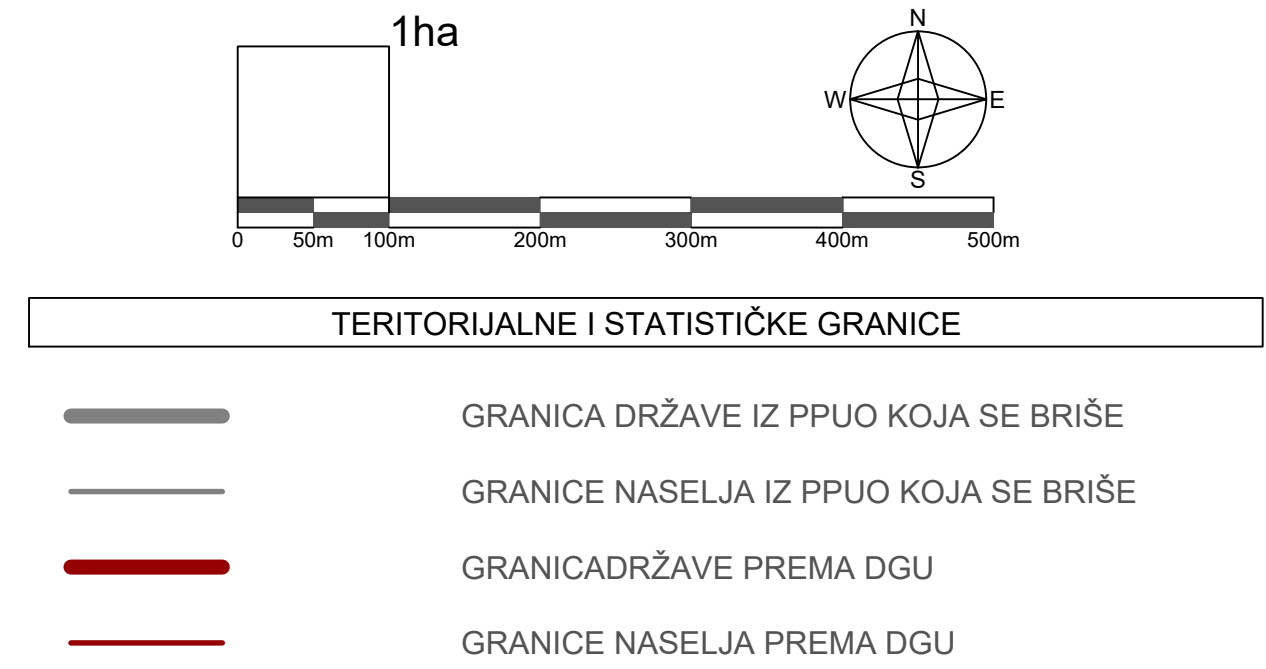 1ha
N
W E
S
0 50m 100m 200m 300m 400m 500m
TERITORIJALNE I STATISTIČKE GRANICE
GRANICA DRŽAVE IZ PPUO KOJA SE BRIŠE
GRANICE NASELJA IZ PPUO KOJA SE BRIŠE
GRANICADRŽAVE PREMA DGU
GRANICE NASELJA PREMA DGU